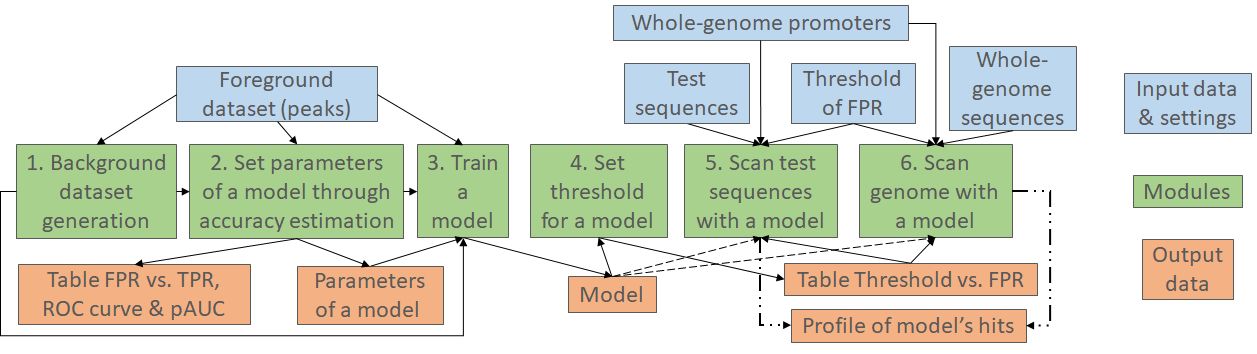 Whole-genome promoters
Foreground
dataset (peaks)
Test
sequences
Threshold
of FPR
Whole-
genome
sequences
Input data
& settings
1. Background
dataset
generation
2. Set parameters
of a model through
accuracy estimation
3. Train
a
model
4. Set
threshold
for a model
5. Scan test
sequences
with a model
6. Scan
genome with
a model
Modules
Table FPR vs. TPR,
ROC curve & pAUC
Parameters
of a model
Model
Table Threshold vs. FPR
Profile of model’s hits
Output
data